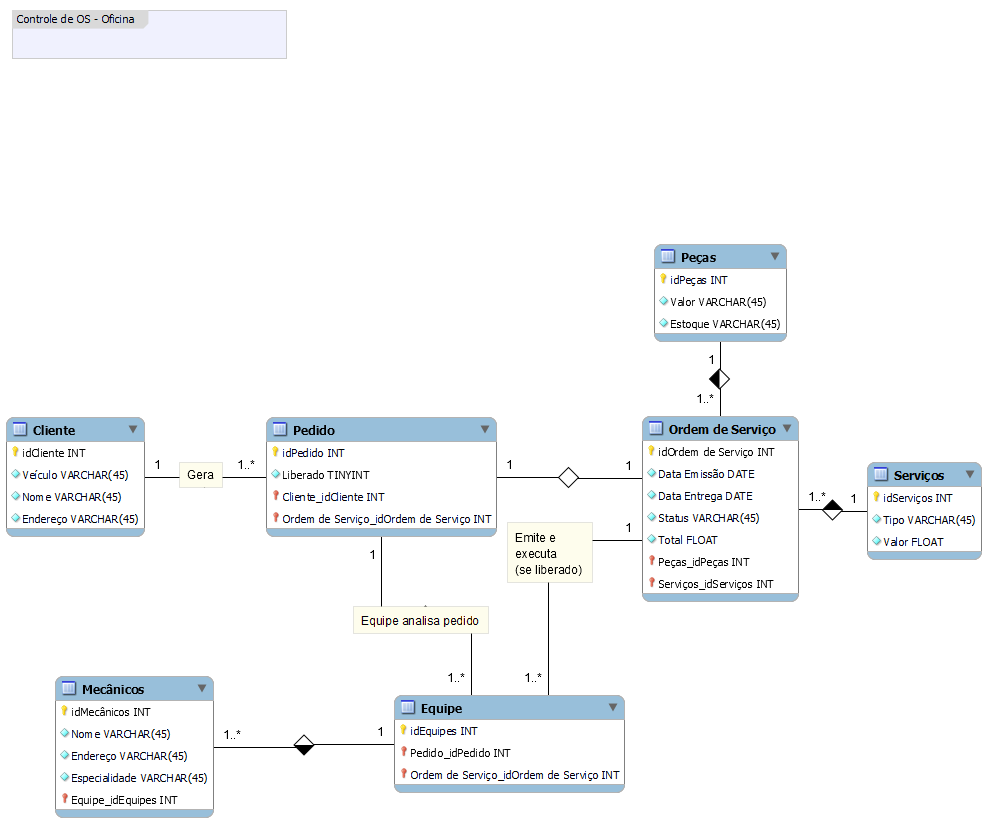 Controle de OS - Oficina
Peças
idPeças INT
Valor VARCHAR(45)
Estoque VARCHAR(45)
1
1..*
Cliente
idCliente INT
Veículo VARCHAR(45)
Nome VARCHAR(45)
Endereço VARCHAR(45)
1
Gera
1..*
Pedido
idPedido INT
Liberado TINYINT
Cliente_idCliente INT
Ordem de Serviço_idOrdem de Serviço INT
1
1
Ordem de Serviço
idOrdem de Serviço INT
Data Emissão DATE
Data Entrega DATE
Status VARCHAR(45)
Total FLOAT
Peças_idPeças INT
Serviços_idServiços INT
1..*
1
Serviços
idServiços INT
Tipo VARCHAR(45)
Valor FLOAT
Emite e
executa
(se liberado)
1
1..*
1
Equipe analisa pedido
1..*
Mecânicos
idMecânicos INT
Nome VARCHAR(45)
Endereço VARCHAR(45)
Especialidade VARCHAR(45)
Equipe_idEquipes INT
1..*
1
Equipe
idEquipes INT
Pedido_idPedido INT
Ordem de Serviço_idOrdem de Serviço INT